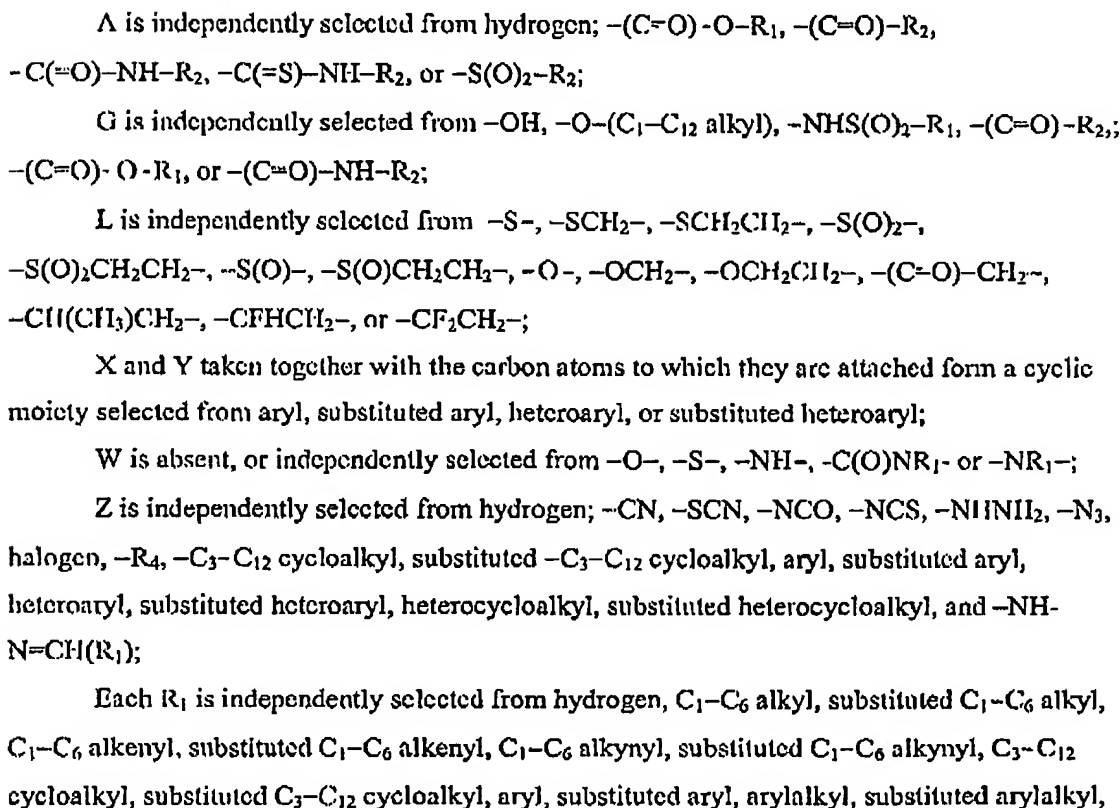 A is independently selected from hydrogen; –(C=O)-O–R₁, –(C=O)–R₂,
-C(=O)–NH–R₂, –C(=S)–NH–R₂, or –S(O)₂–R₂;
G is independently selected from –OH, –O–(C₁–C₁₂ alkyl), –NHS(O)₂–R₁, –(C=O)-R₂,;
–(C=O)-O-R₁, or –(C=O)–NH–R₂;
L is independently selected from –S–, –SCH₂–, –SCH₂CH₂–, –S(O)₂–,
–S(O)₂CH₂CH₂–, –S(O)–, –S(O)CH₂CH₂–, –O–, –OCH₂–, –OCH₂CH₂–, –(C=O)–CH₂–,
–CH(CH₃)CH₂–, –CFHCH₂–, or –CF₂CH₂–;
X and Y taken together with the carbon atoms to which they are attached form a cyclic
moiety selected from aryl, substituted aryl, heteroaryl, or substituted heteroaryl;
W is absent, or independently selected from –O–, –S–, –NH–, -C(O)NR₁- or –NR₁–;
Z is independently selected from hydrogen; –CN, –SCN, –NCO, –NCS, –NHNH₂, –N₃,
halogen, –R₄, –C₃–C₁₂ cycloalkyl, substituted –C₃–C₁₂ cycloalkyl, aryl, substituted aryl,
heteroaryl, substituted heteroaryl, heterocycloalkyl, substituted heterocycloalkyl, and –NH-
N=CH(R₁);
Each R₁ is independently selected from hydrogen, C₁–C₆ alkyl, substituted C₁–C₆ alkyl,
C₁–C₆ alkenyl, substituted C₁–C₆ alkenyl, C₁–C₆ alkynyl, substituted C₁–C₆ alkynyl, C₃–C₁₂
cycloalkyl, substituted C₃–C₁₂ cycloalkyl, aryl, substituted aryl, arylalkyl, substituted arylalkyl,